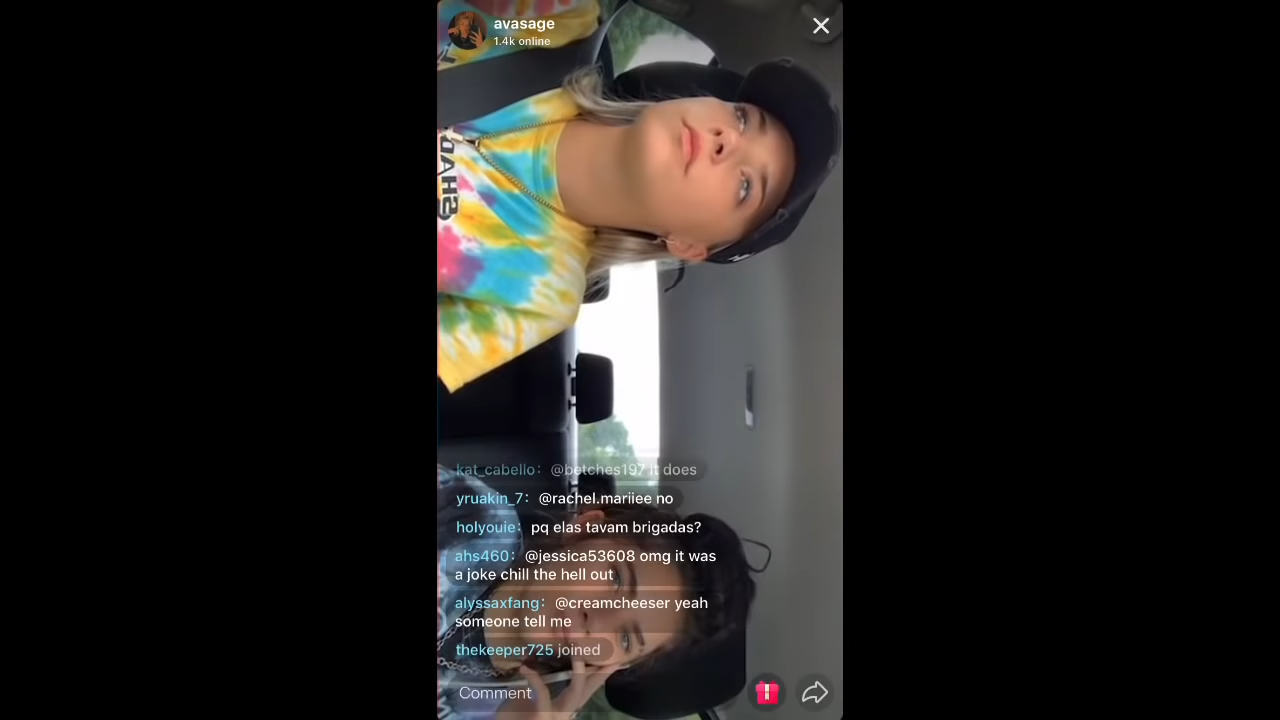 avasage
1.4k online
kat_cabello: @betches197 it does
yruakin_7: @rachel.mariiee no
holyouie: pq elas tavam brigadas?
ahs460: @jessica53608 omg it was
a joke chill the hell out
alyssaxfang: @creamcheeser yeah
someone tell me
thekeeper725 joined
Comment